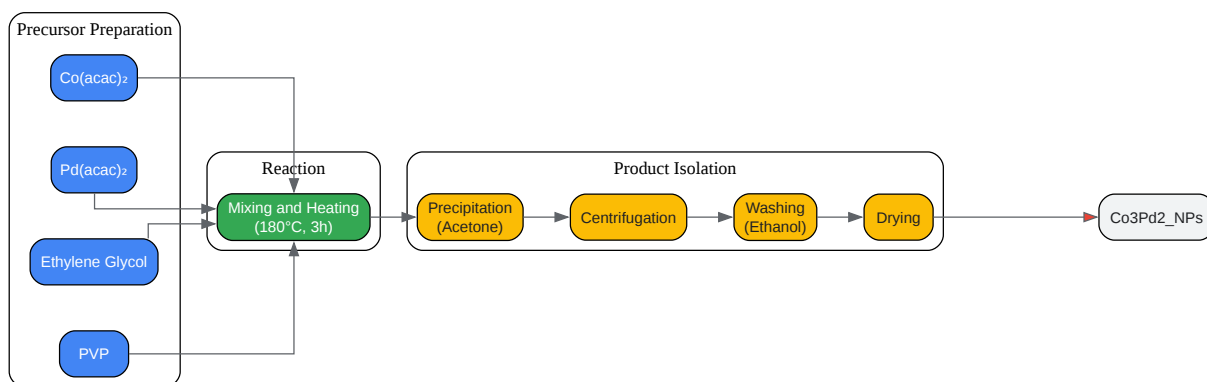 Precursor Preparation
Co(acac)₂
Pd(acac)₂
Ethylene Glycol
PVP
Reaction
Mixing and Heating
(180°C, 3h)
Product Isolation
Precipitation
(Acetone)
Centrifugation
Washing
(Ethanol)
Drying
Co3Pd2_NPs